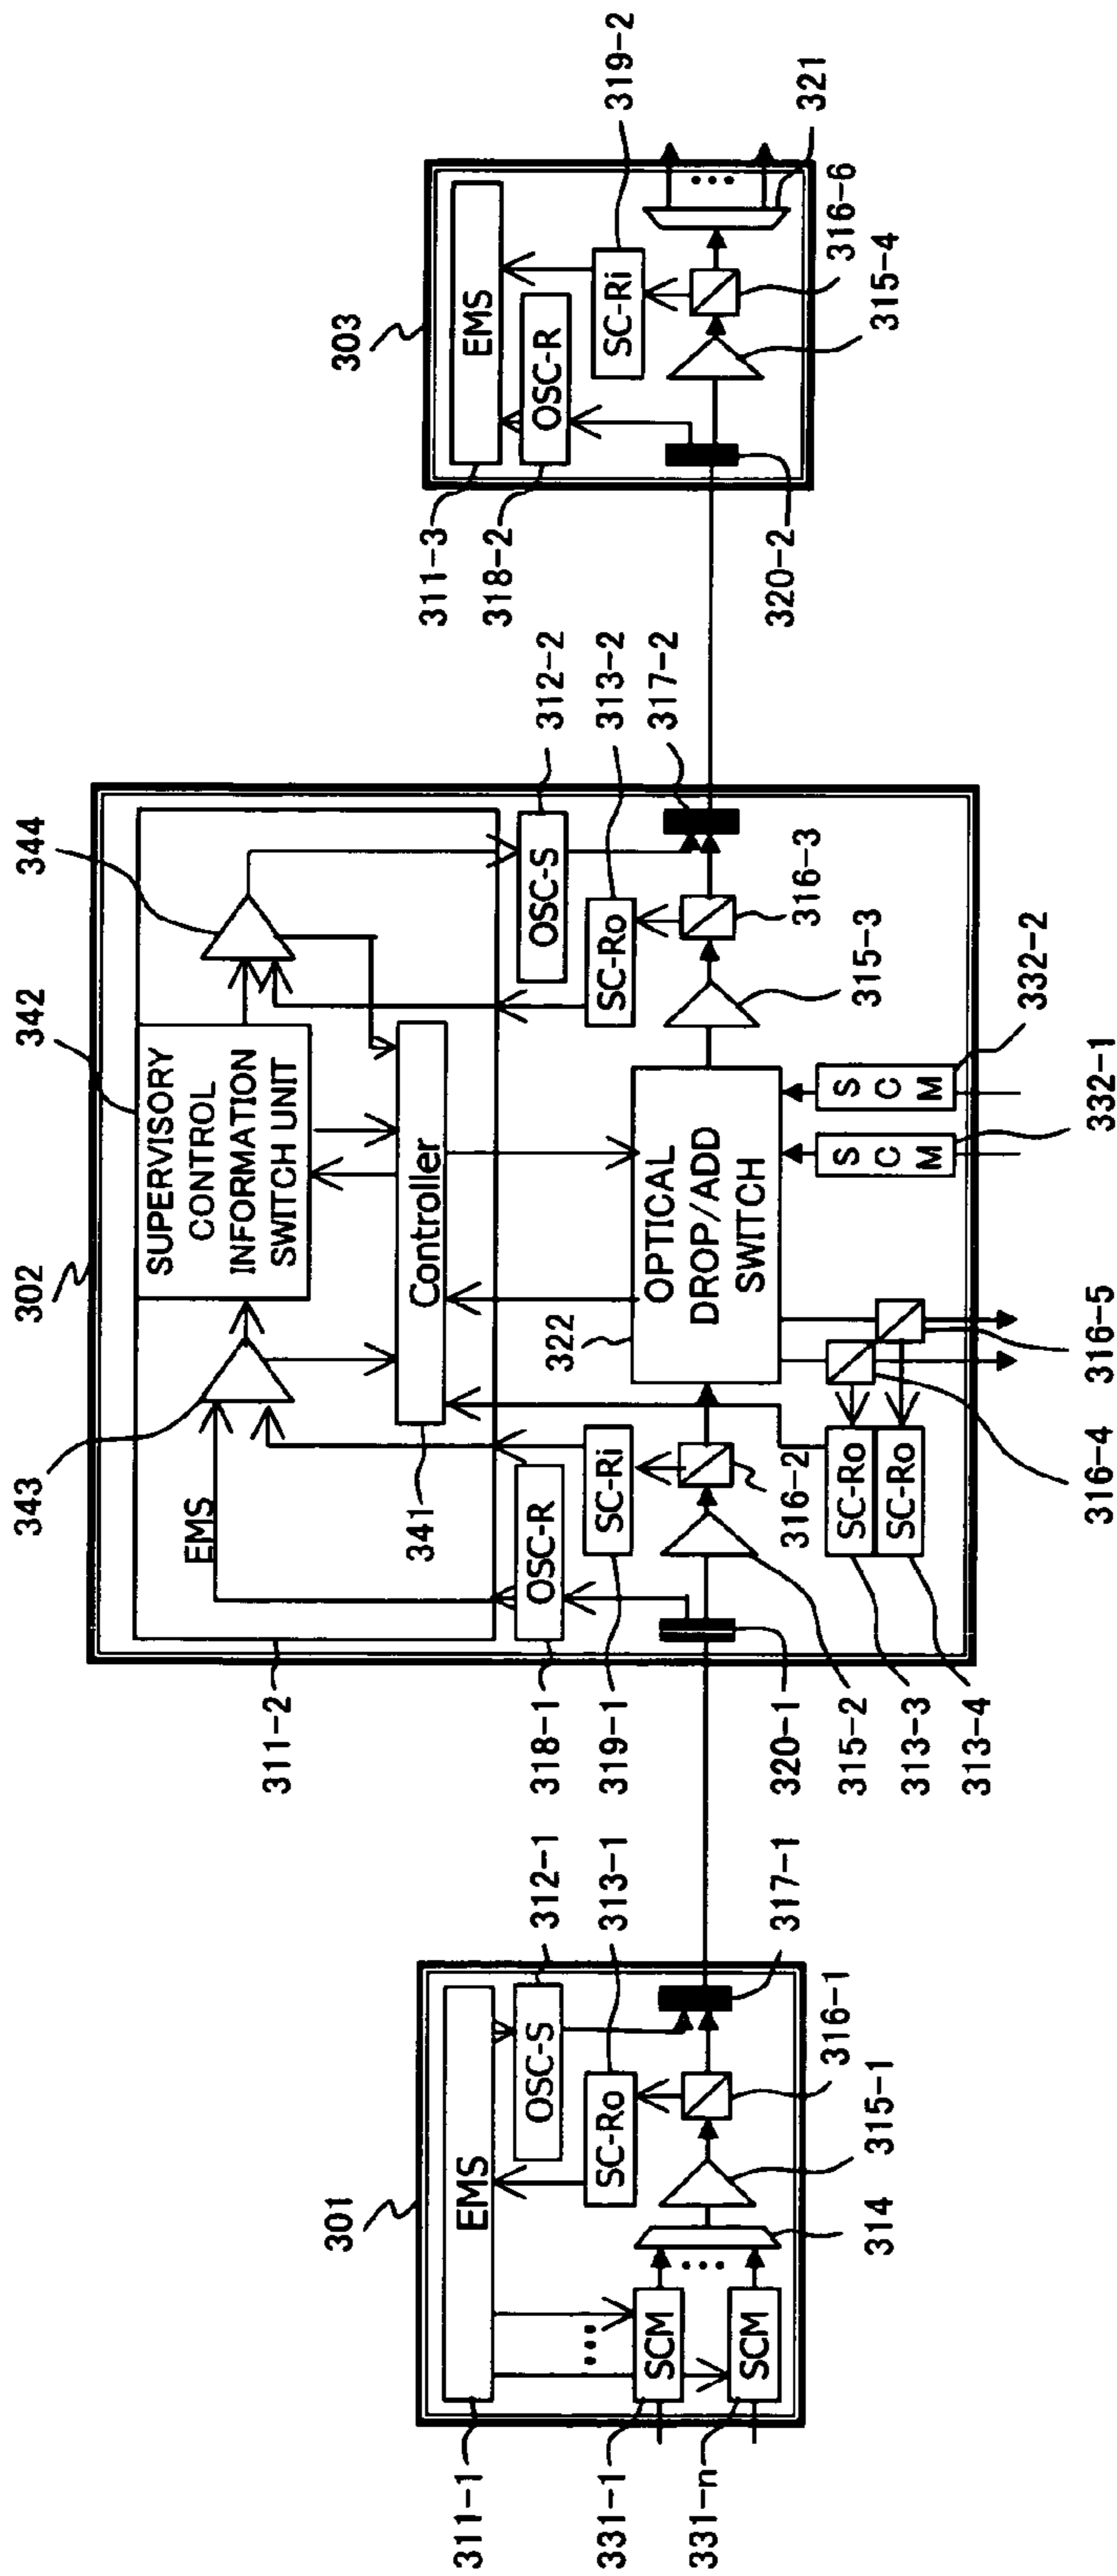 301
EMS
OSC-S
SC-Ro
SCM
SCM
311-1
331-1
331-n
312-1
313-1
317-1
316-1
315-1
314
302
342
344
343
EMS
SUPERVISORY
CONTROL
INFORMATION
SWITCH UNIT
Controller
341
OSC-R
SC-Ri
OSC-S
SC-Ro
322
OPTICAL
DROP/ADD
SWITCH
SCM
SCM
SC-Ro
SC-Ro
311-2
318-1
319-1
320-1
315-2
313-3
313-4
316-2
316-4
316-5
312-2
313-2
317-2
316-3
315-3
332-2
332-1
303
EMS
OSC-R
SC-Ri
311-3
318-2
320-2
319-2
321
316-6
315-4